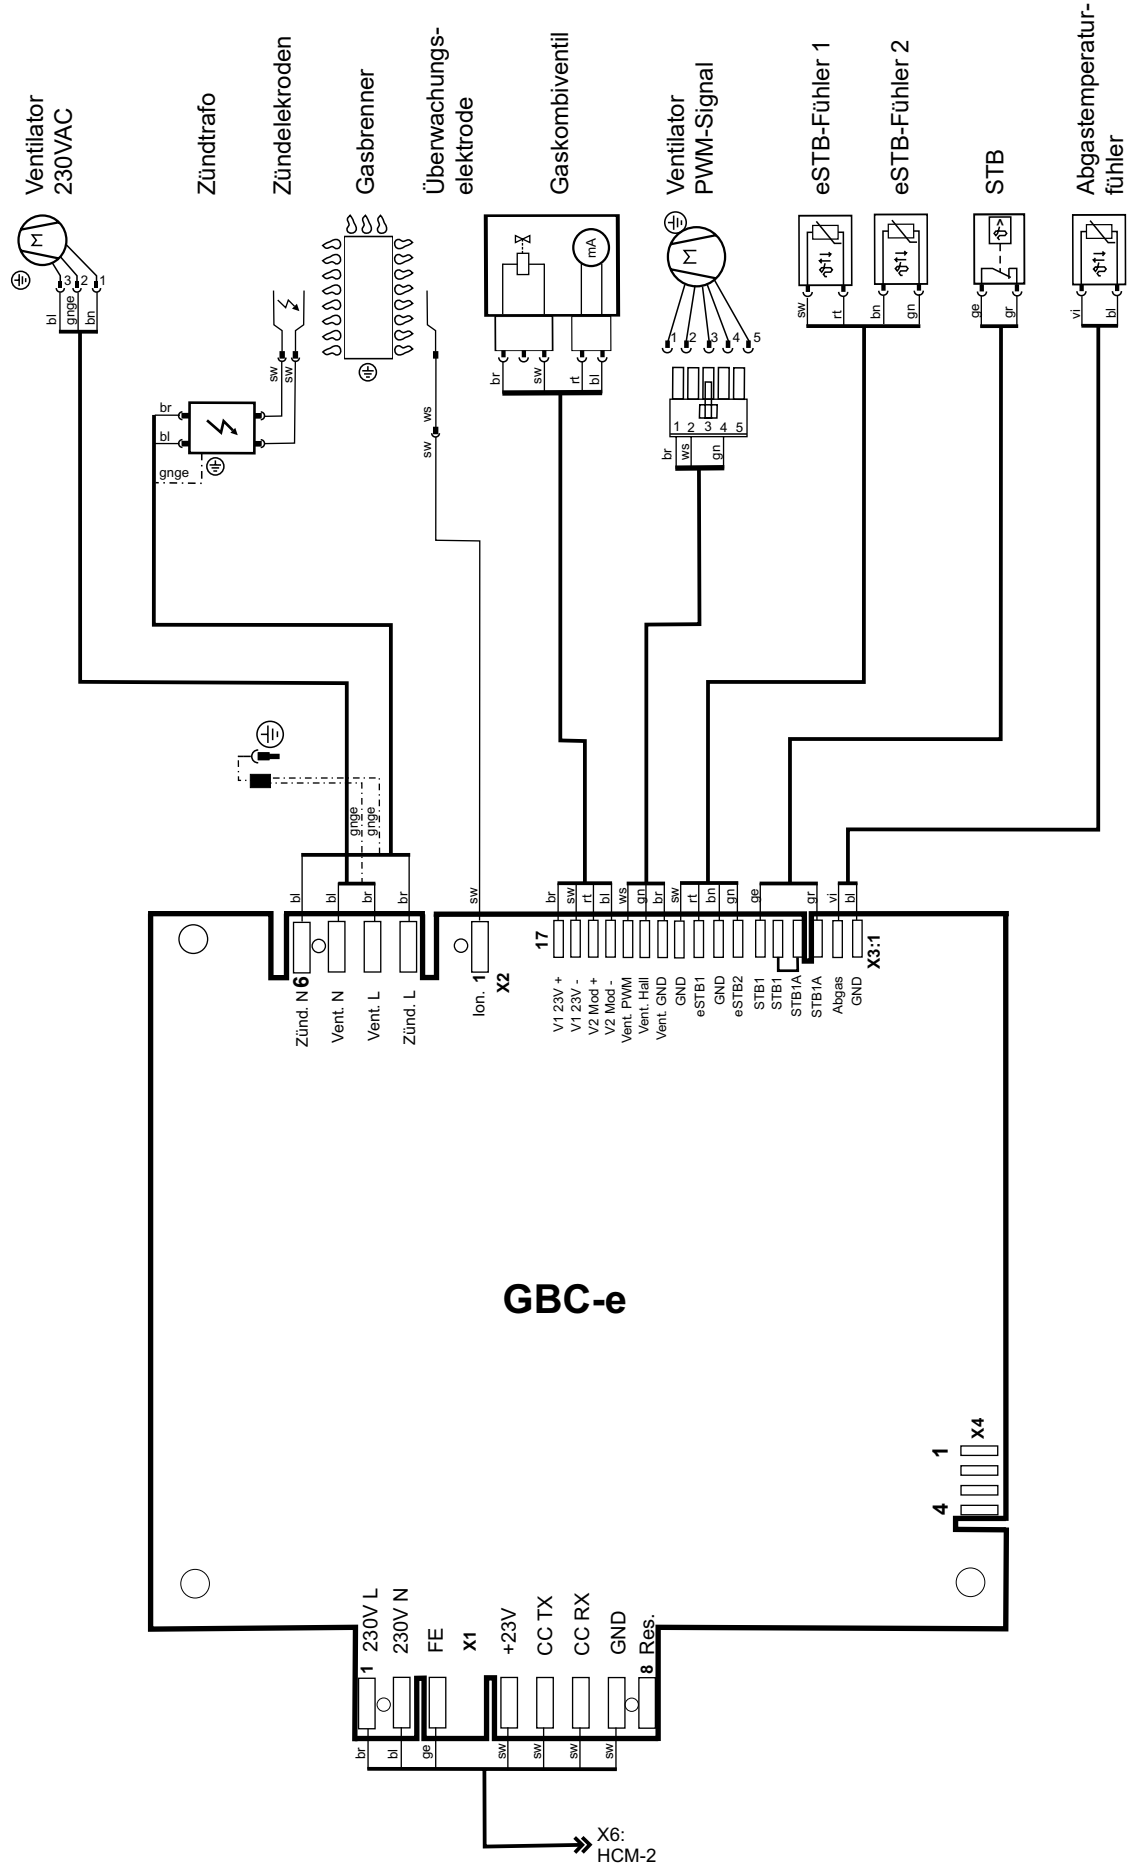 Ventilator
230VAC
Zündtrafo
Zündelekroden
Gasbrenner
Überwachungs-
elektrode
Gaskombiventil
Ventilator
PWM-Signal
eSTB-Fühler 1
eSTB-Fühler 2
STB
Abgastemperatur-
fühler
M
3
2
1
bl
gnge
bn
br
bl
gnge
sw
sw
ws
sw
mA
br
sw
rt
bl
M
1
2
3
4
5
1
2
3
4
5
br
ws
gn
sw
rt
bn
gn
ge
gr
vi
bl
gnge
gnge
bl
bl
br
br
sw
br
sw
rt
bl
ws
gn
br
sw
rt
bn
gn
ge
gr
vi
bl
Zünd. N 6
Vent. N
Vent. L
Zünd. L
Ion. 1
X2
17
V1 23V +
V1 23V -
V2 Mod +
V2 Mod -
Vent. PWM
Vent. Hall
Vent. GND
GND
eSTB1
GND
eSTB2
STB1
STB1
STB1A
STB1A
Abgas
GND
X3:1
GBC-e
1
4
X4
1 230V L
230V N
FE
X1
+23V
CC TX
CC RX
GND
8 Res.
br
bl
ge
sw
sw
sw
sw
X6:
HCM-2